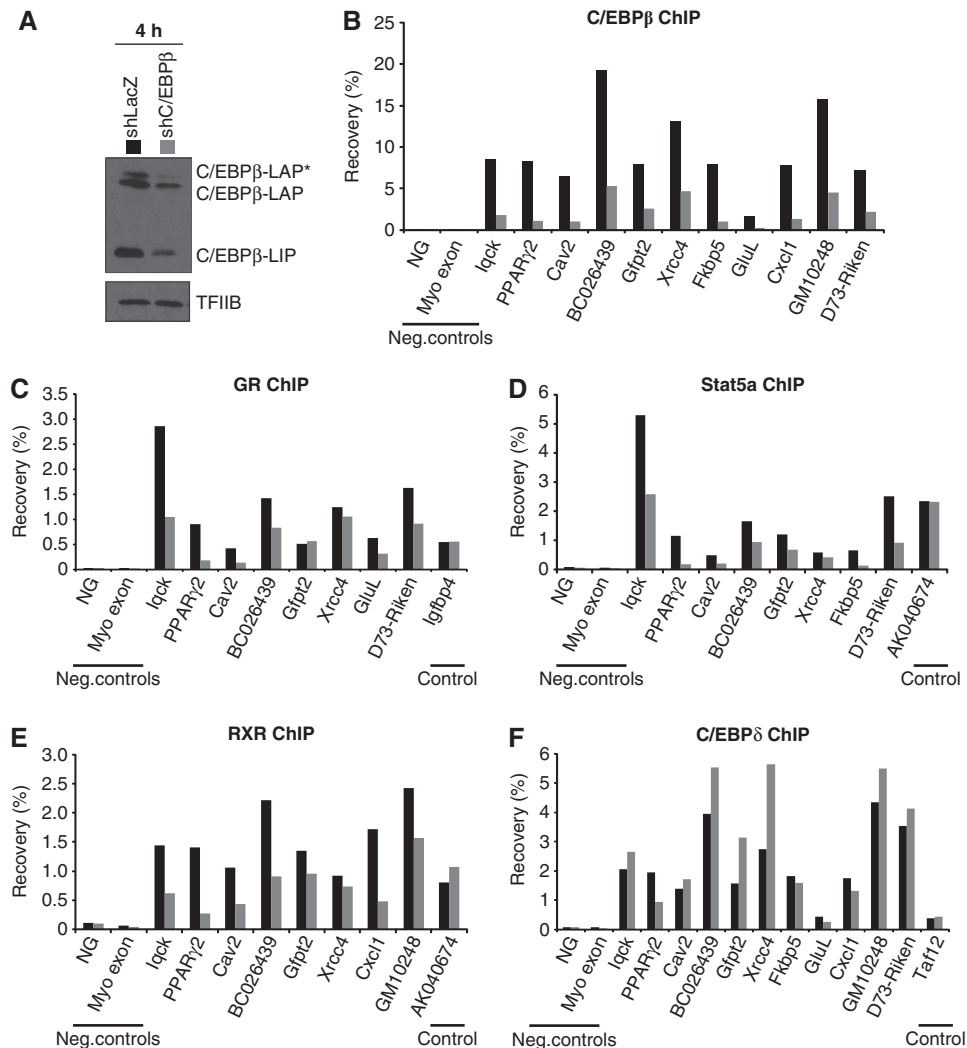 A
4 h
shLacZ
shC/EBPβ
C/EBPβ-LAP*
C/EBPβ-LAP
C/EBPβ-LIP
TFIIB
B
C/EBPβ ChIP
Recovery (%)
25
20
15
10
5
0
NG
Myo exon
Iqck
PPARγ2
Cav2
BC026439
Gfpt2
Xrcc4
Fkbp5
GluL
Cxcl1
GM10248
D73-Riken
Neg.controls
C
GR ChIP
Recovery (%)
3.5
3.0
2.5
2.0
1.5
1.0
0.5
0
NG
Myo exon
Iqck
PPARγ2
Cav2
BC026439
Gfpt2
Xrcc4
GluL
D73-Riken
Igfbp4
Neg.controls
Control
D
Stat5a ChIP
Recovery (%)
6
5
4
3
2
1
0
NG
Myo exon
Iqck
PPARγ2
Cav2
BC026439
Gfpt2
Xrcc4
Fkbp5
D73-Riken
AK040674
Neg.controls
Control
E
RXR ChIP
Recovery (%)
3.0
2.5
2.0
1.5
1.0
0.5
0
NG
Myo exon
Iqck
PPARγ2
Cav2
BC026439
Gfpt2
Xrcc4
Cxcl1
GM10248
AK040674
Neg.controls
Control
F
C/EBPδ ChIP
Recovery (%)
6
5
4
3
2
1
0
NG
Myo exon
Iqck
PPARγ2
Cav2
BC026439
Gfpt2
Xrcc4
Fkbp5
GluL
Cxcl1
GM10248
D73-Riken
Taf12
Neg.controls
Control